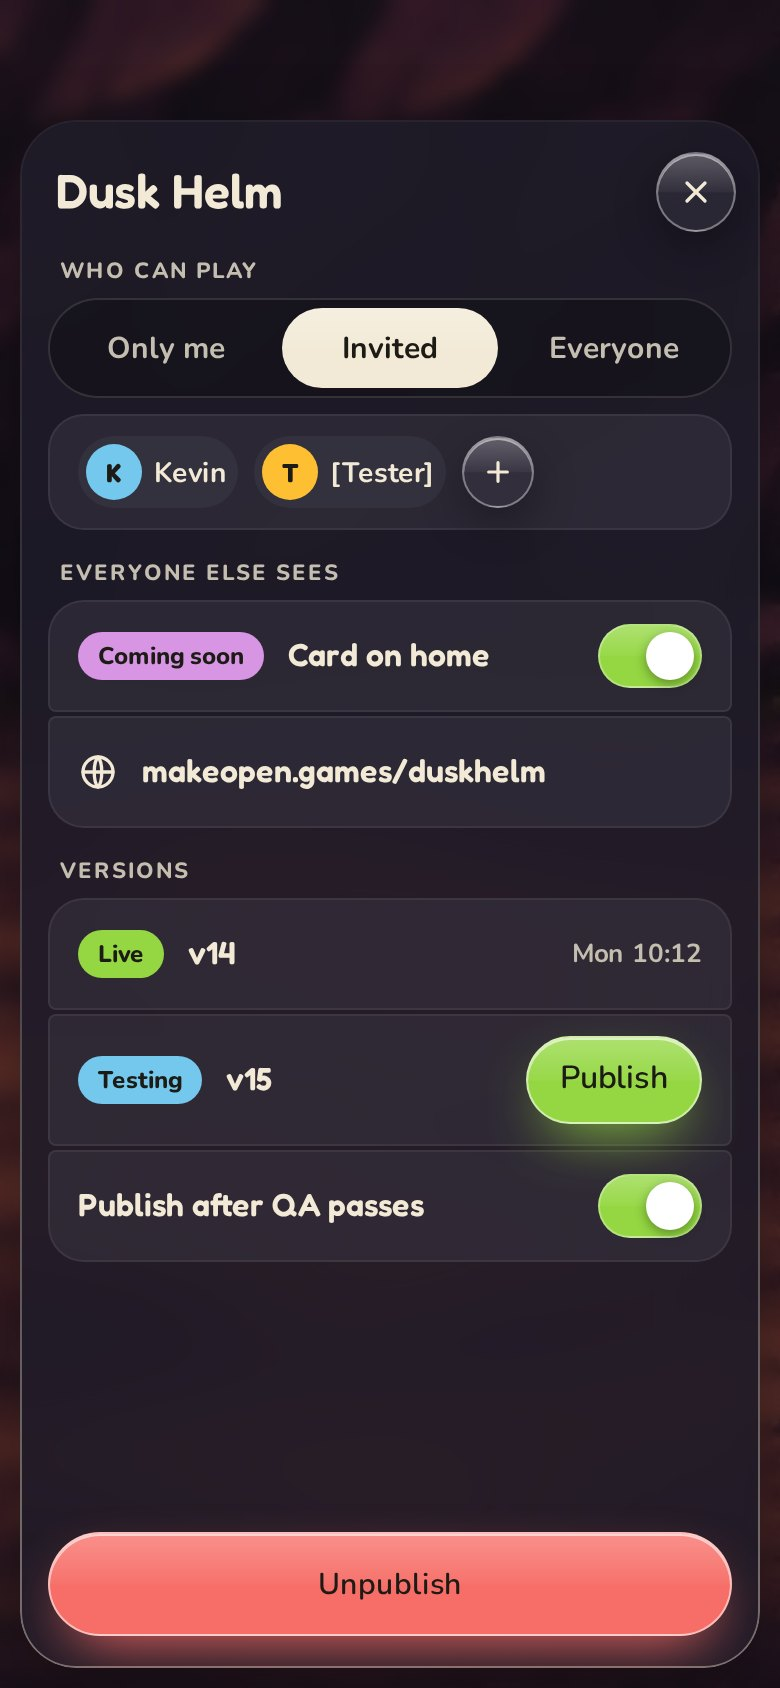 Dusk Helm
WHO CAN PLAY
Only me Invited Everyone
K Kevin T [Tester]
EVERYONE ELSE SEES
Coming soon Card on home
makeopen.games/duskhelm
VERSIONS
Live v14 Mon 10:12
Testing v15 Publish
Publish after QA passes
Unpublish